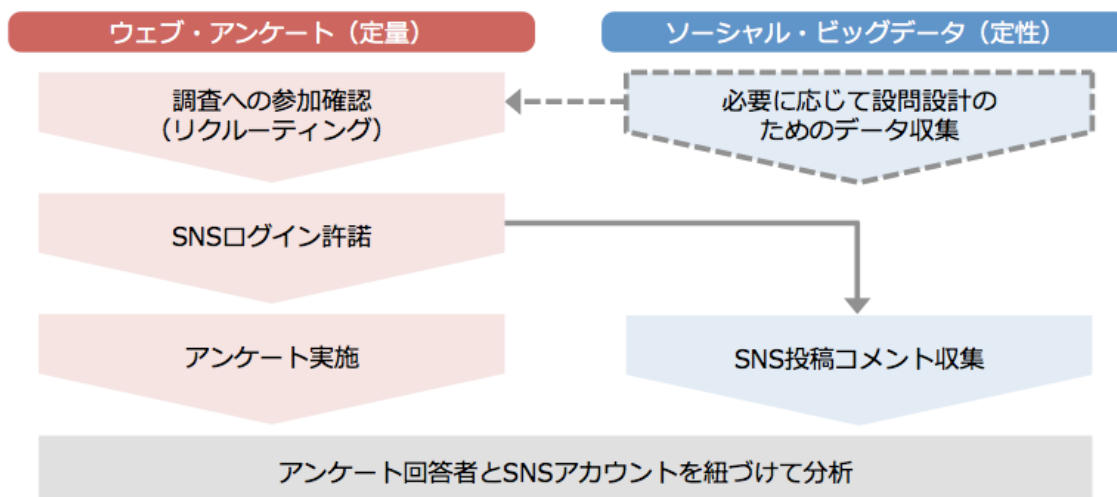 ウェブ・アンケート（定量）
ソーシャル・ビッグデータ（定性）
調査への参加確認
（リクルーティング）
必要に応じて設問設計の
ためのデータ収集
SNSログイン許諾
アンケート実施
SNS投稿コメント収集
アンケート回答者とSNSアカウントを紐づけて分析